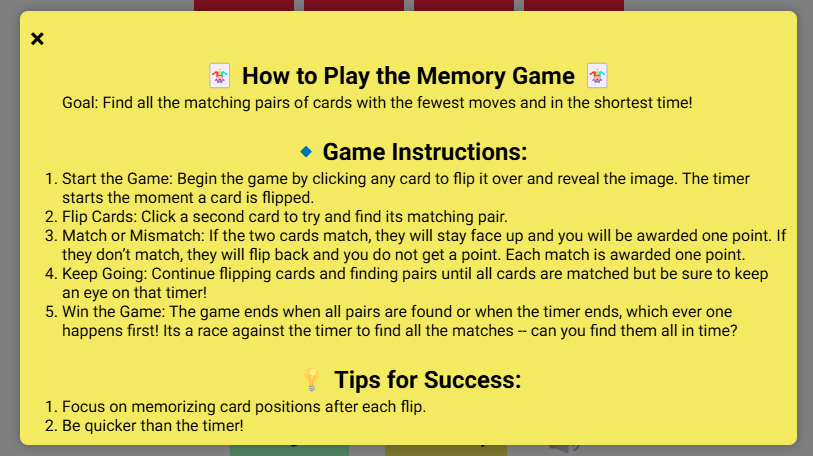 ×
How to Play the Memory Game
Goal: Find all the matching pairs of cards with the fewest moves and in the shortest time!
Game Instructions:
1. Start the Game: Begin the game by clicking any card to flip it over and reveal the image. The timer
starts the moment a card is flipped.
2. Flip Cards: Click a second card to try and find its matching pair.
3. Match or Mismatch: If the two cards match, they will stay face up and you will be awarded one point. If
they don’t match, they will flip back and you do not get a point. Each match is awarded one point.
4. Keep Going: Continue flipping cards and finding pairs until all cards are matched but be sure to keep
an eye on that timer!
5. Win the Game: The game ends when all pairs are found or when the timer ends, which ever one
happens first! Its a race against the timer to find all the matches -- can you find them all in time?
Tips for Success:
1. Focus on memorizing card positions after each flip.
2. Be quicker than the timer!